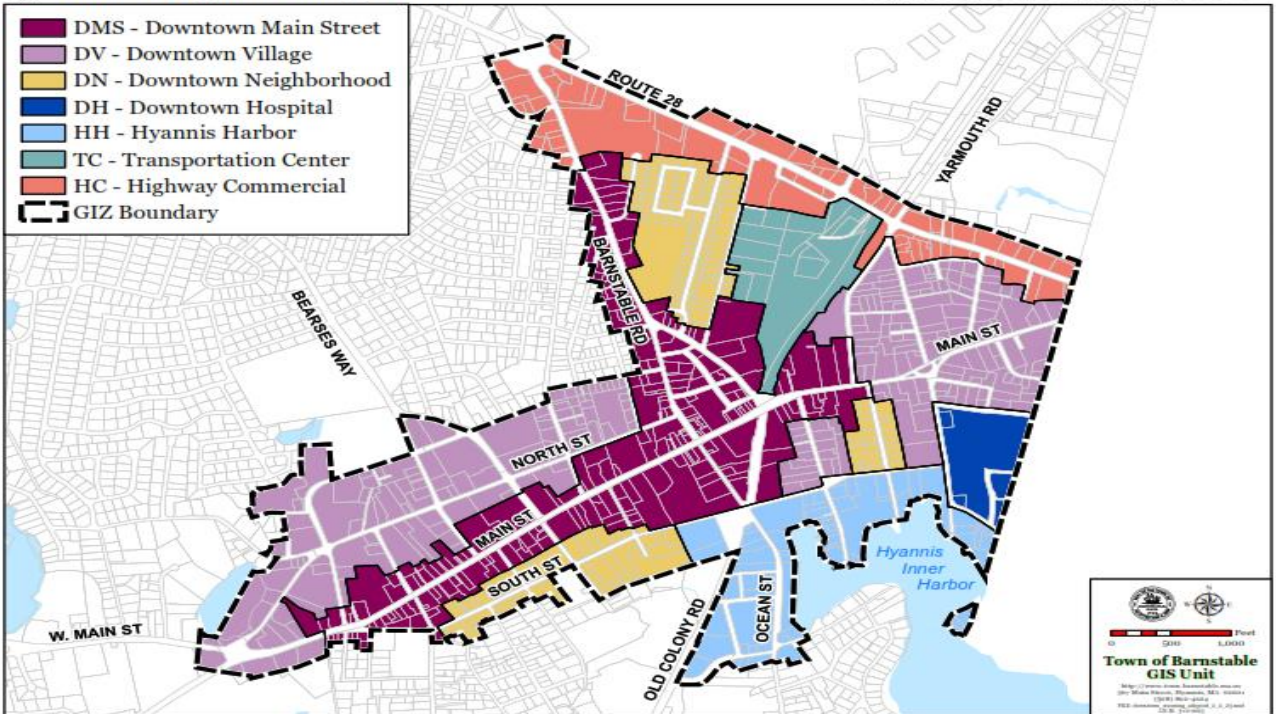 DMS - Downtown Main Street
DV - Downtown Village
DN - Downtown Neighborhood
DH - Downtown Hospital
HH - Hyannis Harbor
TC - Transportation Center
HC - Highway Commercial
GIZ Boundary
ROUTE 28
YARMOUTH RD
BARNSTABLE RD
BEARSES WAY
MAIN ST
NORTH ST
MAIN ST
SOUTH ST
W. MAIN ST
OLD COLONY RD
OCEAN ST
Hyannis
Inner
Harbor
N
W E
S
Feet
0 500 1,000
Town of Barnstable
GIS Unit